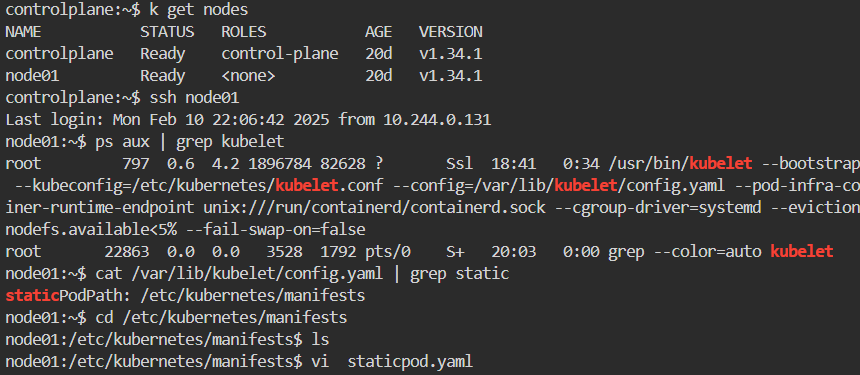 controlplane:~$ k get nodes
NAME           STATUS   ROLES           AGE   VERSION
controlplane   Ready    control-plane   20d   v1.34.1
node01         Ready    <none>          20d   v1.34.1
controlplane:~$ ssh node01
Last login: Mon Feb 10 22:06:42 2025 from 10.244.0.131
node01:~$ ps aux | grep kubelet
root         797  0.6  4.2 1896784 82628 ?       Ssl  18:41   0:34 /usr/bin/kubelet --bootstrap
 --kubeconfig=/etc/kubernetes/kubelet.conf --config=/var/lib/kubelet/config.yaml --pod-infra-co
iner-runtime-endpoint unix:///run/containerd/containerd.sock --cgroup-driver=systemd --eviction
nodefs.available<5% --fail-swap-on=false
root       22863  0.0  0.0   3528  1792 pts/0    S+   20:03   0:00 grep --color=auto kubelet
node01:~$ cat /var/lib/kubelet/config.yaml | grep static
staticPodPath: /etc/kubernetes/manifests
node01:~$ cd /etc/kubernetes/manifests
node01:/etc/kubernetes/manifests$ ls
node01:/etc/kubernetes/manifests$ vi  staticpod.yaml